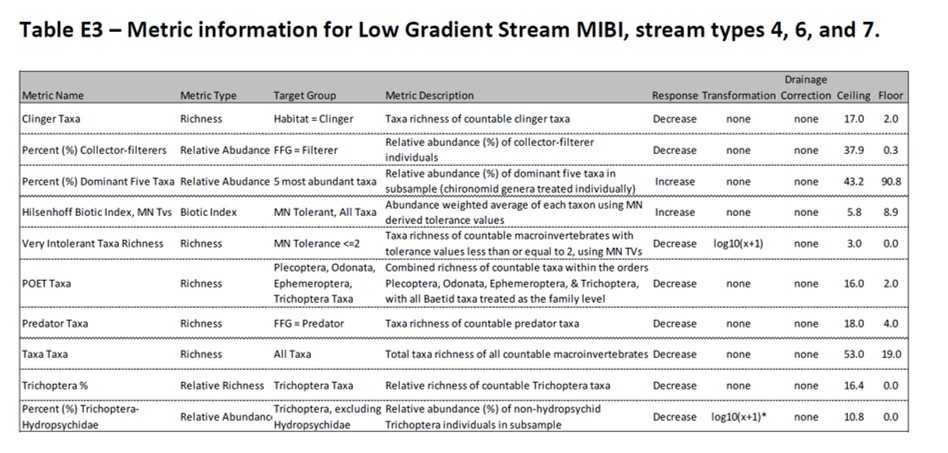 Table E3 – Metric information for Low Gradient Stream MIBI, stream types 4, 6, and 7.
Drainage
Metric Name Metric Type Target Group Metric Description Response Transformation Correction Ceiling Floor
Clinger Taxa Richness Habitat = Clinger Taxa richness of countable clinger taxa Decrease none none 17.0 2.0
Relative abundance (%) of collector-filterer
Percent (%) Collector-filterers Relative Abudance FFG = Filterer Decrease none none 37.9 0.3
individuals
Relative abundance (%) of dominant five taxa in
Percent (%) Dominant Five Taxa Relative Abudance 5 most abundant taxa Increase none none 43.2 90.8
subsample (chironomid genera treated individually)
Abundance weighted average of each taxon using MN
Hilsenhoff Biotic Index, MN Tvs Biotic Index MN Tolerant, All Taxa Increase none none 5.8 8.9
derived tolerance values
Taxa richness of countable macroinvertebrates with
Very Intolerant Taxa Richness Richness MN Tolerance <=2 Decrease log10(x+1) none 3.0 0.0
tolerance values less than or equal to 2, using MN TVs
Plecoptera, Odonata, Combined richness of countable taxa within the orders
POET Taxa Richness Ephemeroptera, Plecoptera, Odonata, Ephemeroptera, & Trichoptera, Decrease none none 16.0 2.0
Trichoptera Taxa with all Baetid taxa treated as the family level
Predator Taxa Richness FFG = Predator Taxa richness of countable predator taxa Decrease none none 18.0 4.0
Taxa Taxa Richness All Taxa Total taxa richness of all countable macroinvertebrates Decrease none none 53.0 19.0
Trichoptera % Relative Richness Trichoptera Taxa Relative richness of countable Trichoptera taxa Decrease none none 16.4 0.0
Percent (%) Trichoptera- Trichoptera, excluding Relative abundance (%) of non-hydropsychid
Relative Abundanc Decrease log10(x+1)* none 10.8 0.0
Hydropsychidae Hydropsychidae Trichoptera individuals in subsample